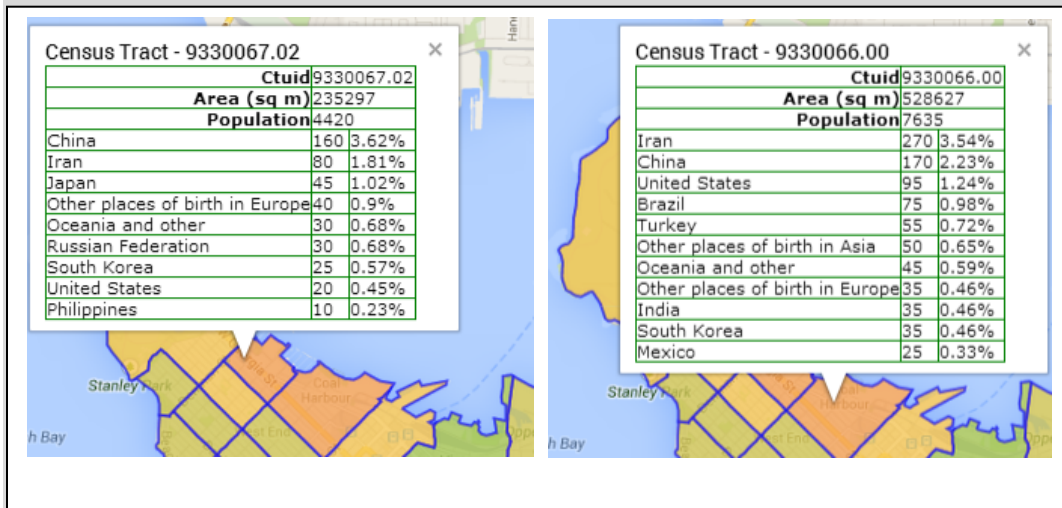 Census Tract - 9330067.02 ×
Ctuid 9330067.02
Area (sq m) 235297
Population 4420
China 160 3.62%
Iran 80 1.81%
Japan 45 1.02%
Other places of birth in Europe 40 0.9%
Oceania and other 30 0.68%
Russian Federation 30 0.68%
South Korea 25 0.57%
United States 20 0.45%
Philippines 10 0.23%
Stanley Park
Coal
Harbour
h Bay
Census Tract - 9330066.00 ×
Ctuid 9330066.00
Area (sq m) 528627
Population 7635
Iran 270 3.54%
China 170 2.23%
United States 95 1.24%
Brazil 75 0.98%
Turkey 55 0.72%
Other places of birth in Asia 50 0.65%
Oceania and other 45 0.59%
Other places of birth in Europe 35 0.46%
India 35 0.46%
South Korea 35 0.46%
Mexico 25 0.33%
Stanley Park
Harbour
West End
h Bay